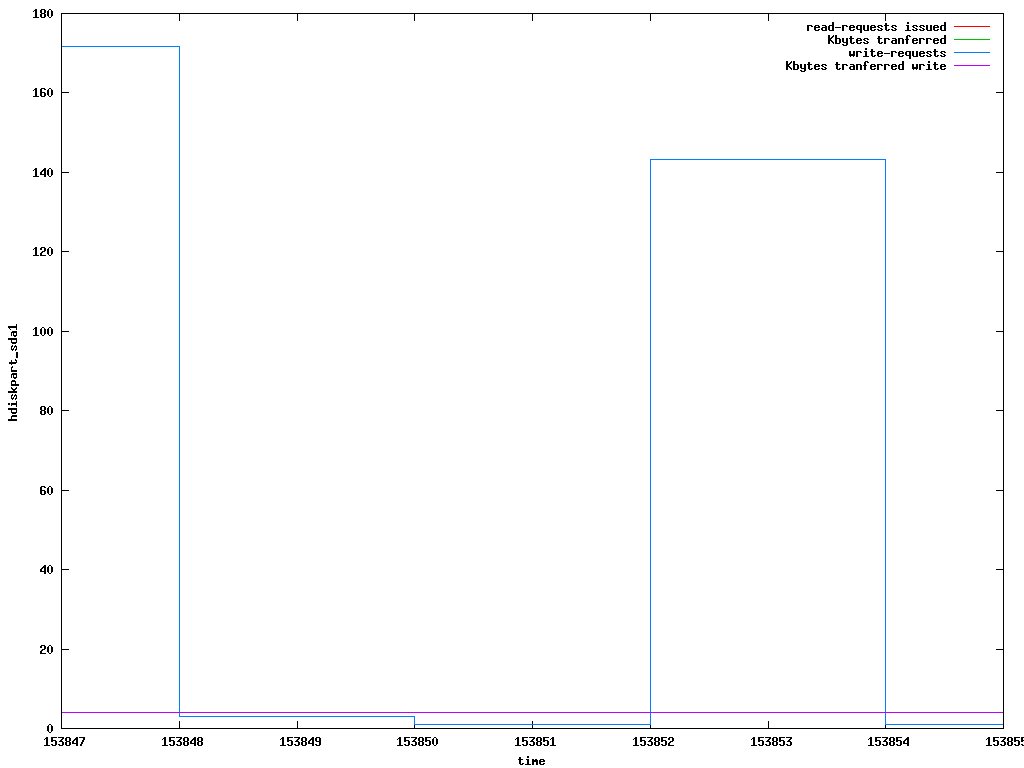 180
160
140
120
100
80
60
40
20
0
hdiskpart_sda1
read-requests issued
Kbytes tranferred
write-requests
Kbytes tranferred write
153847 153848 153849 153850 153851 153852 153853 153854 153855
time